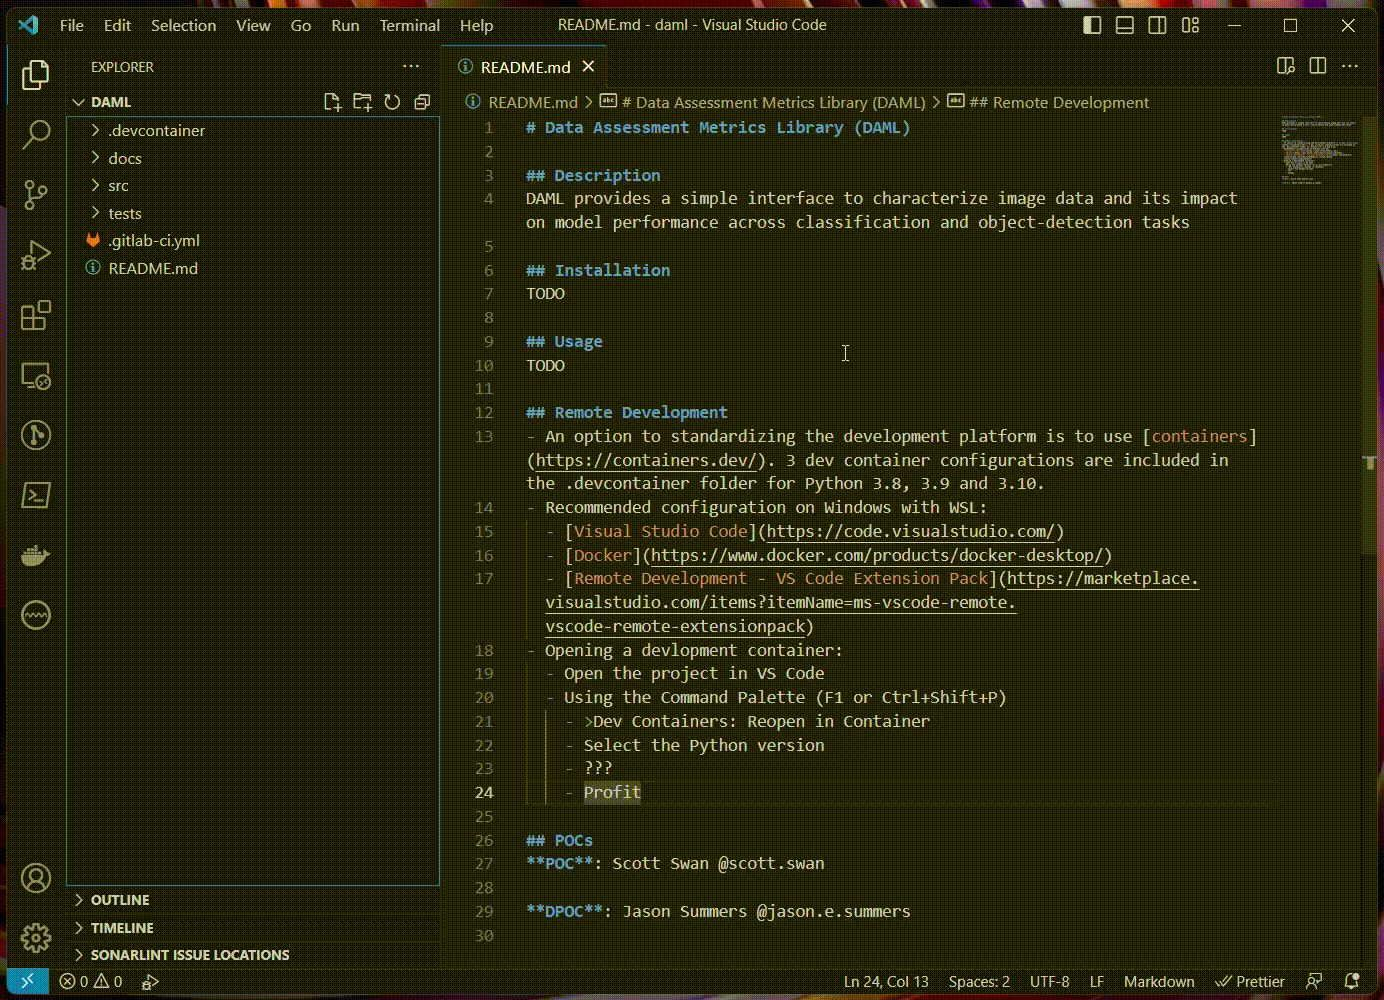 File Edit Selection View Go Run Terminal Help README.md - daml - Visual Studio Code
EXPLORER
README.md
DAML
README.md > # Data Assessment Metrics Library (DAML) > ## Remote Development
.devcontainer
docs
src
tests
.gitlab-ci.yml
README.md
1 # Data Assessment Metrics Library (DAML)
2
3 ## Description
4 DAML provides a simple interface to characterize image data and its impact
on model performance across classification and object-detection tasks
5
6 ## Installation
7 TODO
8
9 ## Usage
10 TODO
11
12 ## Remote Development
13 - An option to standardizing the development platform is to use [containers]
(https://containers.dev/). 3 dev container configurations are included in
the .devcontainer folder for Python 3.8, 3.9 and 3.10.
14 - Recommended configuration on Windows with WSL:
15 - [Visual Studio Code](https://code.visualstudio.com/)
16 - [Docker](https://www.docker.com/products/docker-desktop/)
17 - [Remote Development - VS Code Extension Pack](https://marketplace.
visualstudio.com/items?itemName=ms-vscode-remote.
vscode-remote-extensionpack)
18 - Opening a devlopment container:
19 - Open the project in VS Code
20 - Using the Command Palette (F1 or Ctrl+Shift+P)
21 - >Dev Containers: Reopen in Container
22 - Select the Python version
23 - ???
24 - Profit
25
26 ## POCs
27 **POC**: Scott Swan @scott.swan
28
29 **DPOC**: Jason Summers @jason.e.summers
30
OUTLINE
TIMELINE
SONARLINT ISSUE LOCATIONS
0 0 Ln 24, Col 13 Spaces: 2 UTF-8 LF Markdown Prettier